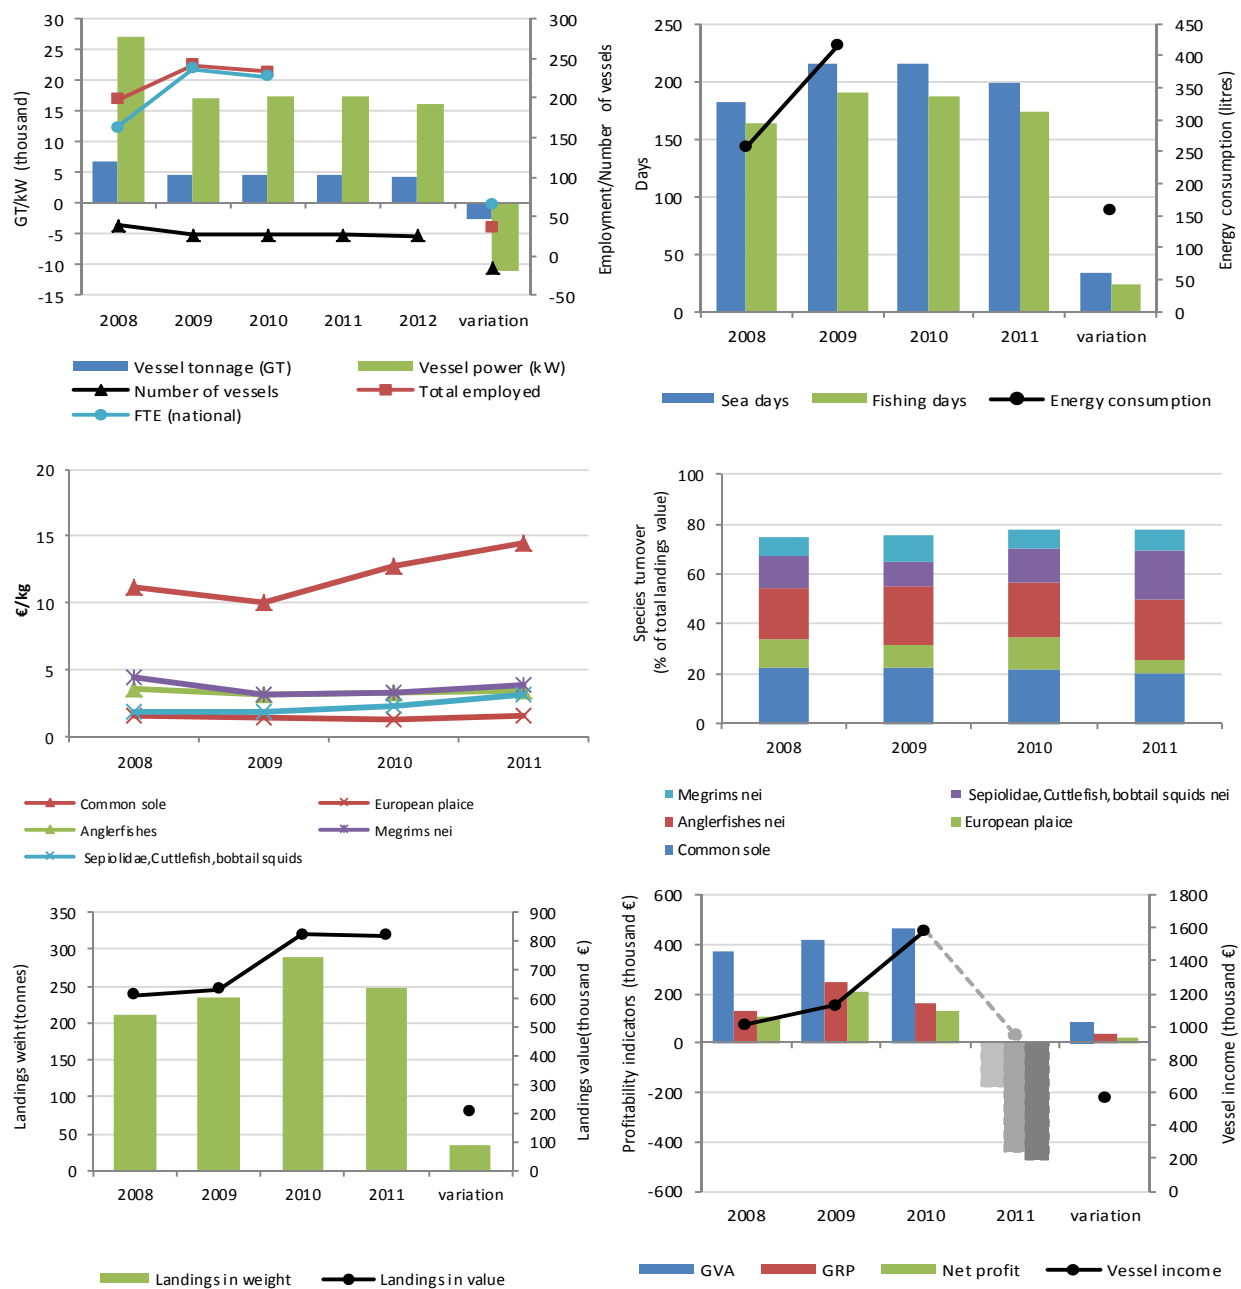 30
25
20
15
10
5
0
-5
-10
-15
GT/kW (thousand)
300
250
200
150
100
50
0
-50
Employment/Number of vessels
2008 2009 2010 2011 2012 variation
Vessel tonnage (GT) Vessel power (kW)
Number of vessels Total employed
FTE (national)
250
200
150
100
50
0
Days
450
400
350
300
250
200
150
100
50
0
Energy consumption (litres)
2008 2009 2010 2011 variation
Sea days Fishing days Energy consumption
20
15
10
5
0
€/kg
2008 2009 2010 2011
Common sole European plaice
Anglerfishes Megrims nei
Sepiolidae,Cuttlefish,bobtail squids
100
80
60
40
20
0
Species turnover
(% of total landings value)
2008 2009 2010 2011
Megrims nei Sepiolidae,Cuttlefish,bobtail squids nei
Anglerfishes nei European plaice
Common sole
350
300
250
200
150
100
50
0
Landings weht(tonnes)
900
800
700
600
500
400
300
200
100
0
Landings value(thousand €)
2008 2009 2010 2011 variation
Landings in weight Landings in value
600
400
200
0
-200
-400
-600
Profitability indicators (thousand €)
1800
1600
1400
1200
1000
800
600
400
200
0
Vessel income (thousand €)
2008 2009 2010 2011 variation
GVA GRP Net profit Vessel income